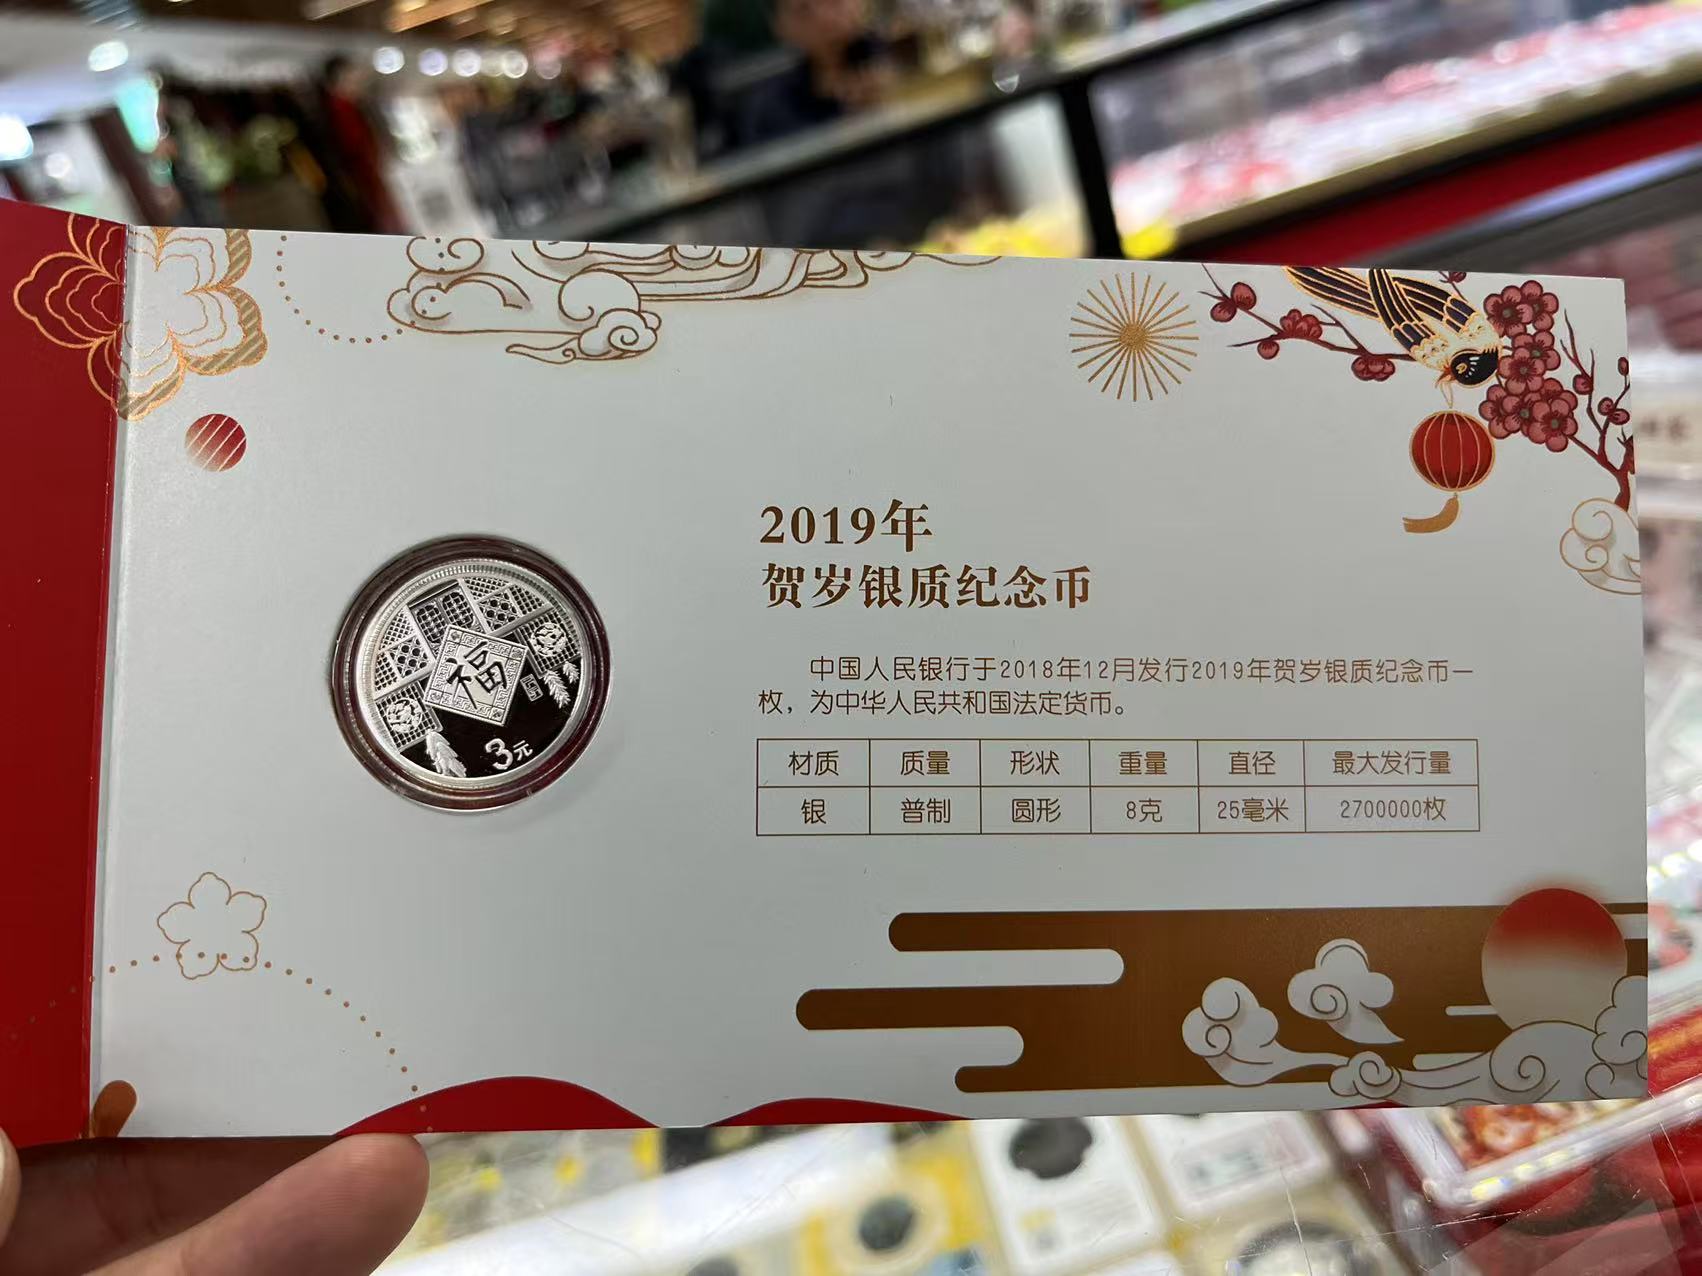 福
3元
2019年
贺岁银质纪念币
中国人民银行于2018年12月发行2019年贺岁银质纪念币一
枚，为中华人民共和国法定货币。
材质 质量 形状 重量 直径 最大发行量
银 普制 圆形 8克 25毫米 2700000枚